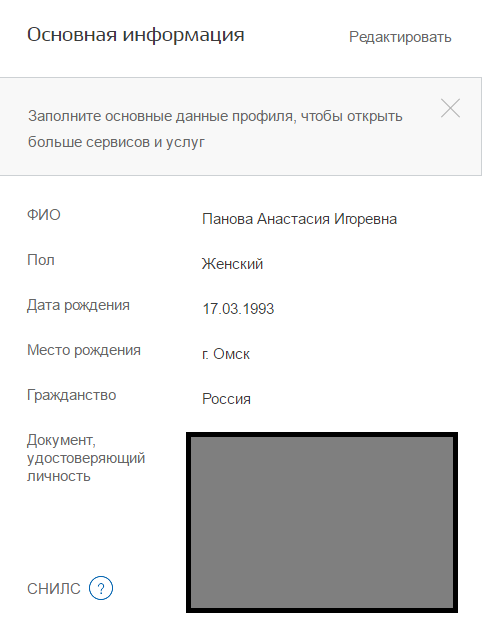 Основная информация Редактировать
Заполните основные данные профиля, чтобы открыть
больше сервисов и услуг
ФИО Панова Анастасия Игоревна
Пол Женский
Дата рождения 17.03.1993
Место рождения г. Омск
Гражданство Россия
Документ,
удостоверяющий
личность
СНИЛС ?